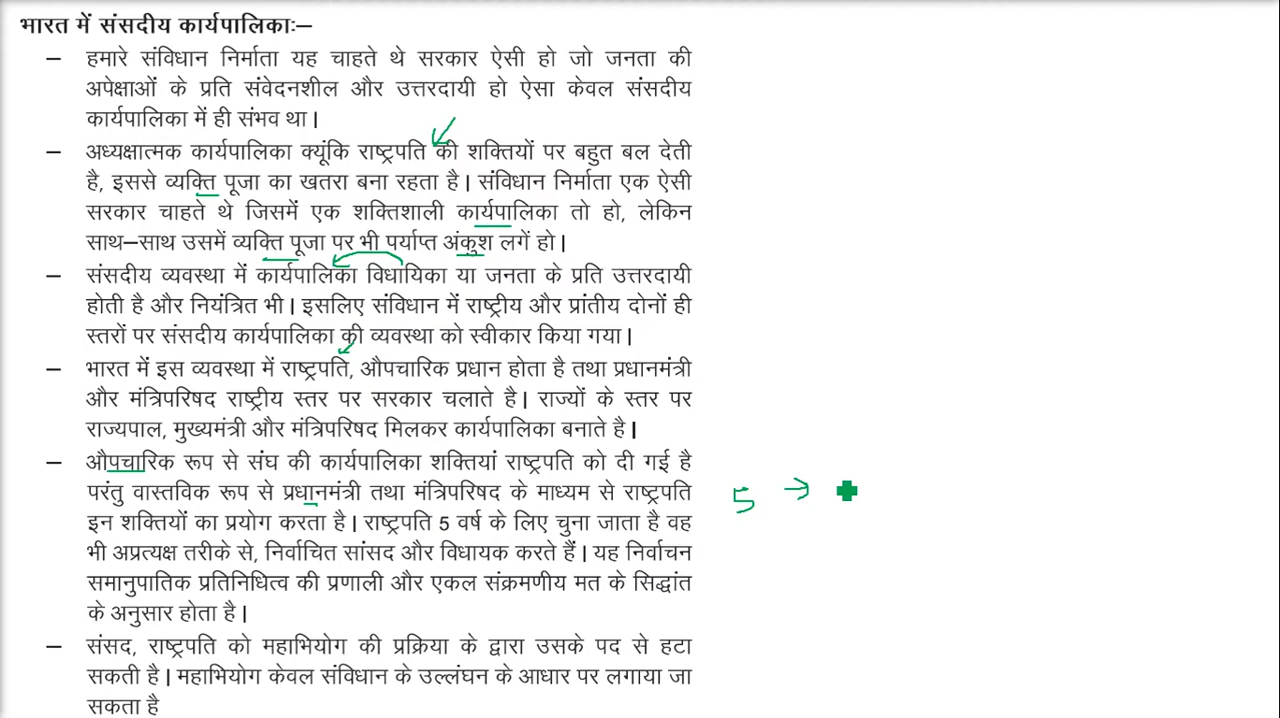 भारत में संसदीय कार्यपालिकाः–
– हमारे संविधान निर्माता यह चाहते थे सरकार ऐसी हो जो जनता की
अपेक्षाओं के प्रति संवेदनशील और उत्तरदायी हो ऐसा केवल संसदीय
कार्यपालिका में ही संभव था।
– अध्यक्षात्मक कार्यपालिका क्यूंकि राष्ट्रपति की शक्तियों पर बहुत बल देती
है, इससे व्यक्ति पूजा का खतरा बना रहता है। संविधान निर्माता एक ऐसी
सरकार चाहते थे जिसमें एक शक्तिशाली कार्यपालिका तो हो, लेकिन
साथ–साथ उसमें व्यक्ति पूजा पर भी पर्याप्त अंकुश लगें हो।
– संसदीय व्यवस्था में कार्यपालिका विधायिका या जनता के प्रति उत्तरदायी
होती है और नियंत्रित भी। इसलिए संविधान में राष्ट्रीय और प्रांतीय दोनों ही
स्तरों पर संसदीय कार्यपालिका की व्यवस्था को स्वीकार किया गया।
– भारत में इस व्यवस्था में राष्ट्रपति, औपचारिक प्रधान होता है तथा प्रधानमंत्री
और मंत्रिपरिषद राष्ट्रीय स्तर पर सरकार चलाते है। राज्यों के स्तर पर
राज्यपाल, मुख्यमंत्री और मंत्रिपरिषद मिलकर कार्यपालिका बनाते है।
– औपचारिक रूप से संघ की कार्यपालिका शक्तियां राष्ट्रपति को दी गई है
परंतु वास्तविक रूप से प्रधानमंत्री तथा मंत्रिपरिषद के माध्यम से राष्ट्रपति
इन शक्तियों का प्रयोग करता है। राष्ट्रपति 5 वर्ष के लिए चुना जाता है वह
भी अप्रत्यक्ष तरीके से, निर्वाचित सांसद और विधायक करते हैं। यह निर्वाचन
समानुपातिक प्रतिनिधित्व की प्रणाली और एकल संक्रमणीय मत के सिद्धांत
के अनुसार होता है।
– संसद, राष्ट्रपति को महाभियोग की प्रक्रिया के द्वारा उसके पद से हटा
सकती है। महाभियोग केवल संविधान के उल्लंघन के आधार पर लगाया जा
सकता है
5 →